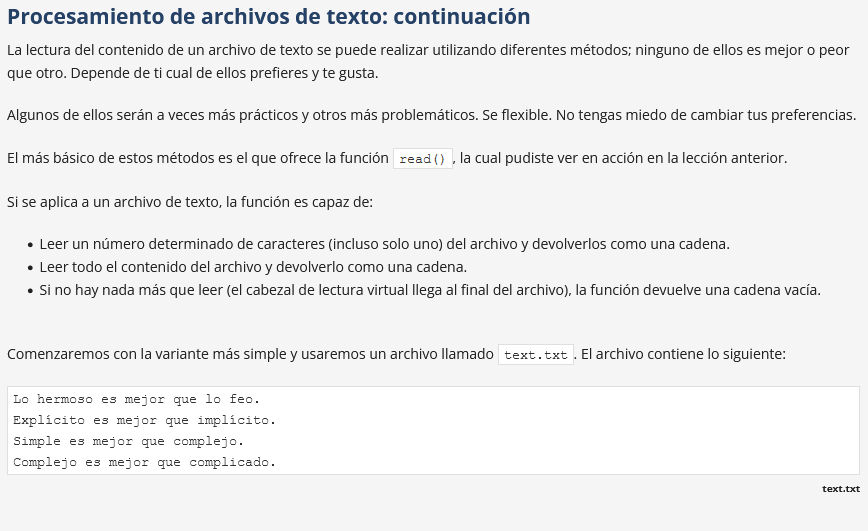 Procesamiento de archivos de texto: continuación
La lectura del contenido de un archivo de texto se puede realizar utilizando diferentes métodos; ninguno de ellos es mejor o peor
que otro. Depende de ti cual de ellos prefieres y te gusta.
Algunos de ellos serán a veces más prácticos y otros más problemáticos. Se flexible. No tengas miedo de cambiar tus preferencias.
El más básico de estos métodos es el que ofrece la función read(), la cual pudiste ver en acción en la lección anterior.
Si se aplica a un archivo de texto, la función es capaz de:
• Leer un número determinado de caracteres (incluso solo uno) del archivo y devolverlos como una cadena.
• Leer todo el contenido del archivo y devolverlo como una cadena.
• Si no hay nada más que leer (el cabezal de lectura virtual llega al final del archivo), la función devuelve una cadena vacía.
Comenzaremos con la variante más simple y usaremos un archivo llamado text.txt. El archivo contiene lo siguiente:
Lo hermoso es mejor que lo feo.
Explícito es mejor que implícito.
Simple es mejor que complejo.
Complejo es mejor que complicado.
text.txt